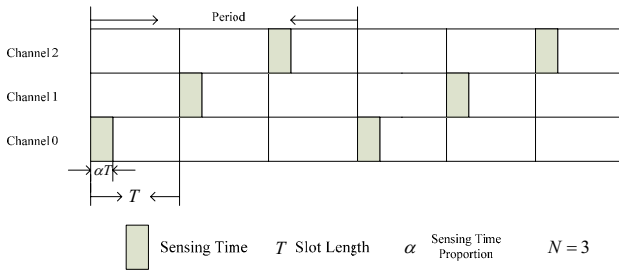 Period
Channel 2
Channel 1
Channel 0
αT
T
Sensing Time
T Slot Length
α Sensing Time
Proportion
N = 3